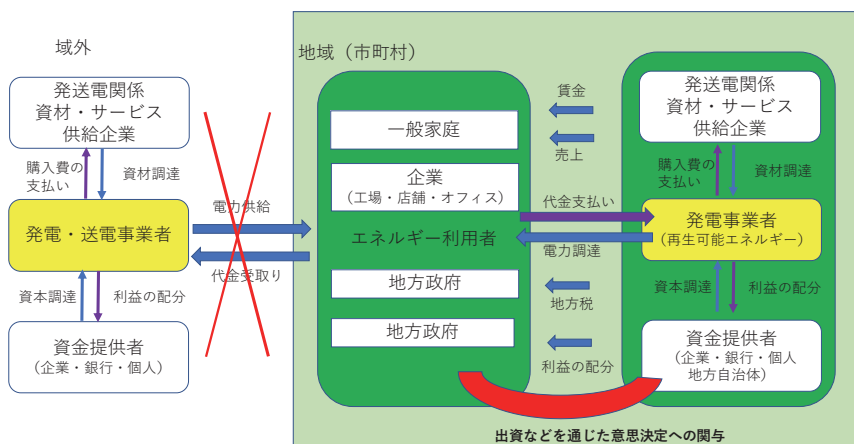 域外
発送電関係
資材・サービス
供給企業
購入費の
支払い
資材調達
発電・送電事業者
資本調達
利益の配分
資金提供者
(企業・銀行・個人)
電力供給
代金受取り
地域（市町村）
一般家庭
企業
(工場・店舗・オフィス)
エネルギー利用者
地方政府
地方政府
賃金
売上
代金支払い
電力調達
地方税
利益の配分
発送電関係
資材・サービス
供給企業
購入費の
支払い
資材調達
発電事業者
(再生可能エネルギー)
資本調達
利益の配分
資金提供者
(企業・銀行・個人
地方自治体)
出資などを通じた意思決定への関与